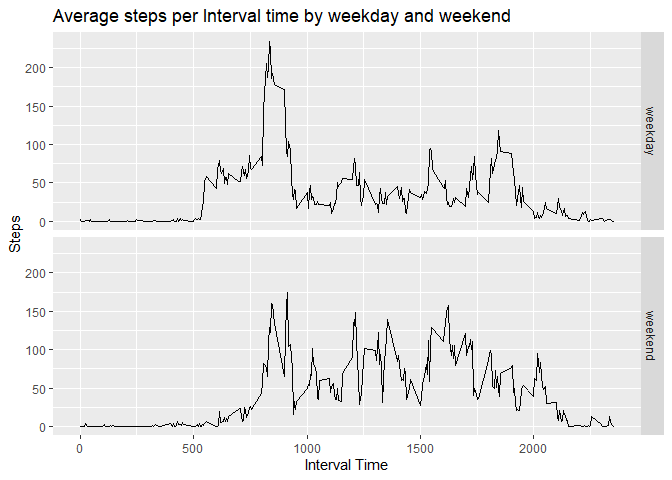 Average steps per Interval time by weekday and weekend
200
150
100
50
0
weekday
Steps
200
150
100
50
0
weekend
0 500 1000 1500 2000
Interval Time